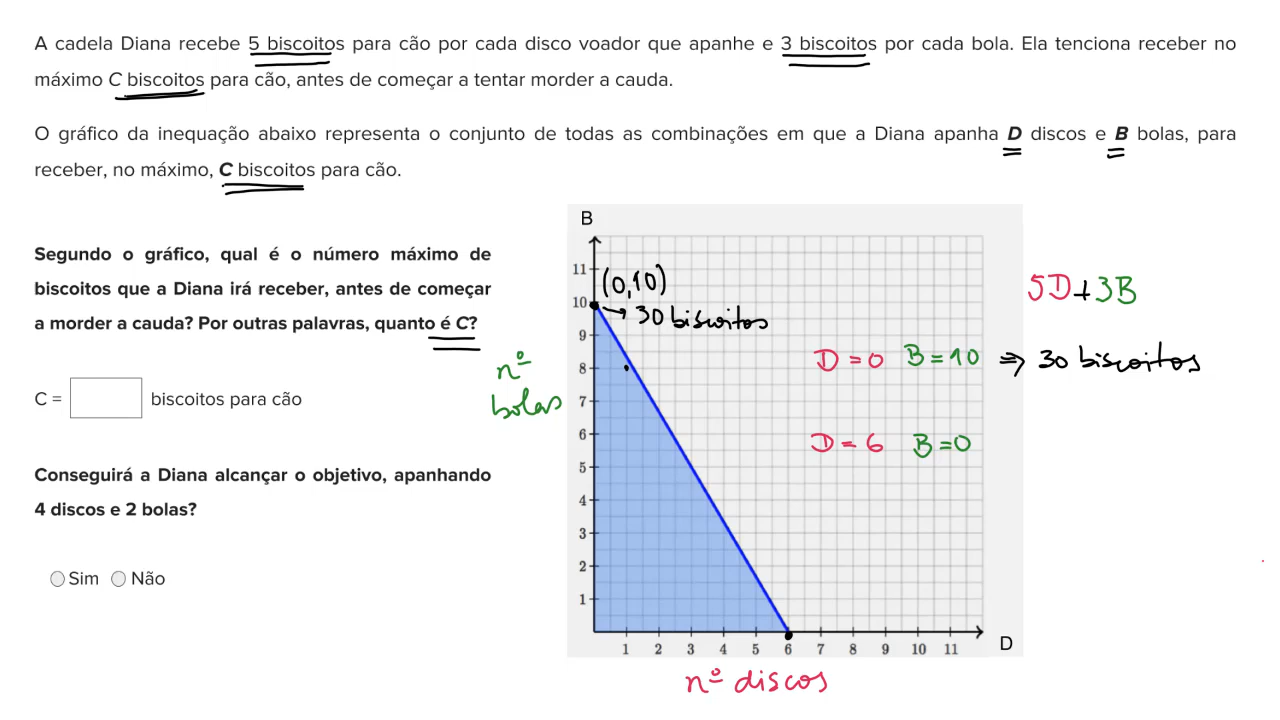 A cadela Diana recebe 5 biscoitos para cão por cada disco voador que apanhe e 3 biscoitos por cada bola. Ela tenciona receber no
máximo C biscoitos para cão, antes de começar a tentar morder a cauda.
O gráfico da inequação abaixo representa o conjunto de todas as combinações em que a Diana apanha D discos e B bolas, para
receber, no máximo, C biscoitos para cão.
Segundo o gráfico, qual é o número máximo de
biscoitos que a Diana irá receber, antes de começar
a morder a cauda? Por outras palavras, quanto é C?
C = biscoitos para cão
Conseguirá a Diana alcançar o objetivo, apanhando
4 discos e 2 bolas?
Sim Não
B
11
10
9
8
7
6
5
4
3
2
1
1 2 3 4 5 6 7 8 9 10 11
D
(0,10)
→ 30 biscoitos
nº
bolas
nº discos
5D+3B
D = 0 B = 10 ⇒ 30 biscoitos
D = 6 B = 0